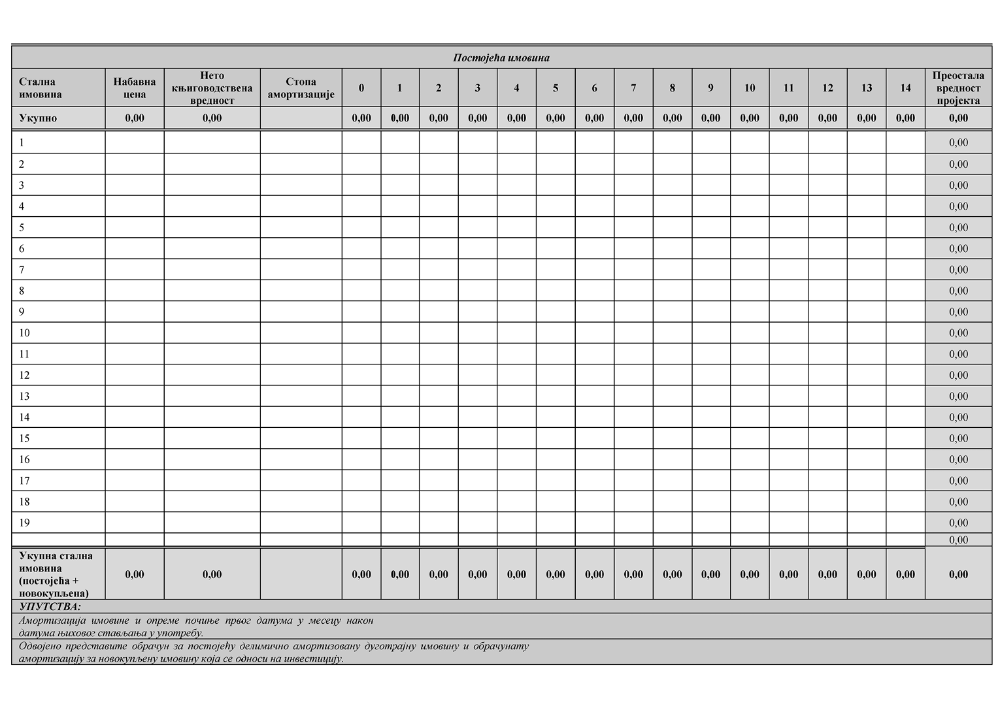 Постојећа имовина
Стална имовина | Набавна цена | Нето књиговодствена вредност | Стопа амортизације | 0 | 1 | 2 | 3 | 4 | 5 | 6 | 7 | 8 | 9 | 10 | 11 | 12 | 13 | 14 | Преостала вредност пројекта
Укупно | 0,00 | 0,00 | | 0,00 | 0,00 | 0,00 | 0,00 | 0,00 | 0,00 | 0,00 | 0,00 | 0,00 | 0,00 | 0,00 | 0,00 | 0,00 | 0,00 | 0,00 | 0,00
1 0,00
2 0,00
3 0,00
4 0,00
5 0,00
6 0,00
7 0,00
8 0,00
9 0,00
10 0,00
11 0,00
12 0,00
13 0,00
14 0,00
15 0,00
16 0,00
17 0,00
18 0,00
19 0,00
0,00
Укупна стална имовина (постојећа + новокупљена) | 0,00 | 0,00 | | 0,00 | 0,00 | 0,00 | 0,00 | 0,00 | 0,00 | 0,00 | 0,00 | 0,00 | 0,00 | 0,00 | 0,00 | 0,00 | 0,00 | 0,00 | 0,00
УПУТСТВА:
Амортизација имовине и опреме почиње првог датума у месецу након
датума њиховог стављања у употребу.
Одвојено представите обрачун за постојећу делимично амортизовану дуготрајну имовину и обрачунату
амортизацију за новокупљену имовину која се односи на инвестицију.